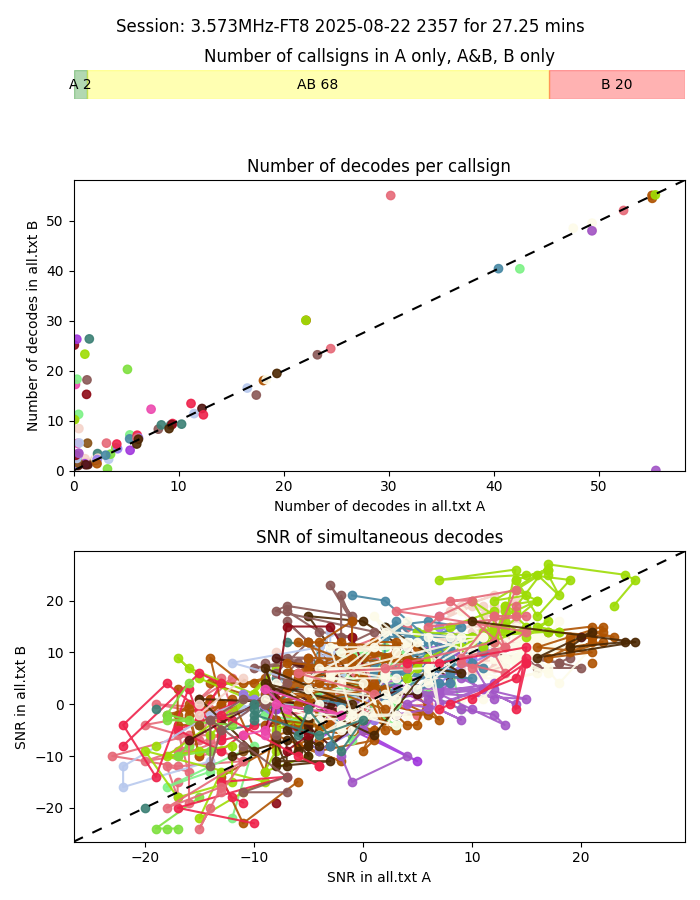 Session: 3.573MHz-FT8 2025-08-22 2357 for 27.25 mins
Number of callsigns in A only, A&B, B only
A 2 AB 68 B 20
Number of decodes per callsign
Number of decodes in all.txt B
50
40
30
20
10
0
0 10 20 30 40 50
Number of decodes in all.txt A
SNR of simultaneous decodes
SNR in all.txt B
20
10
0
−10
−20
−20 −10 0 10 20
SNR in all.txt A